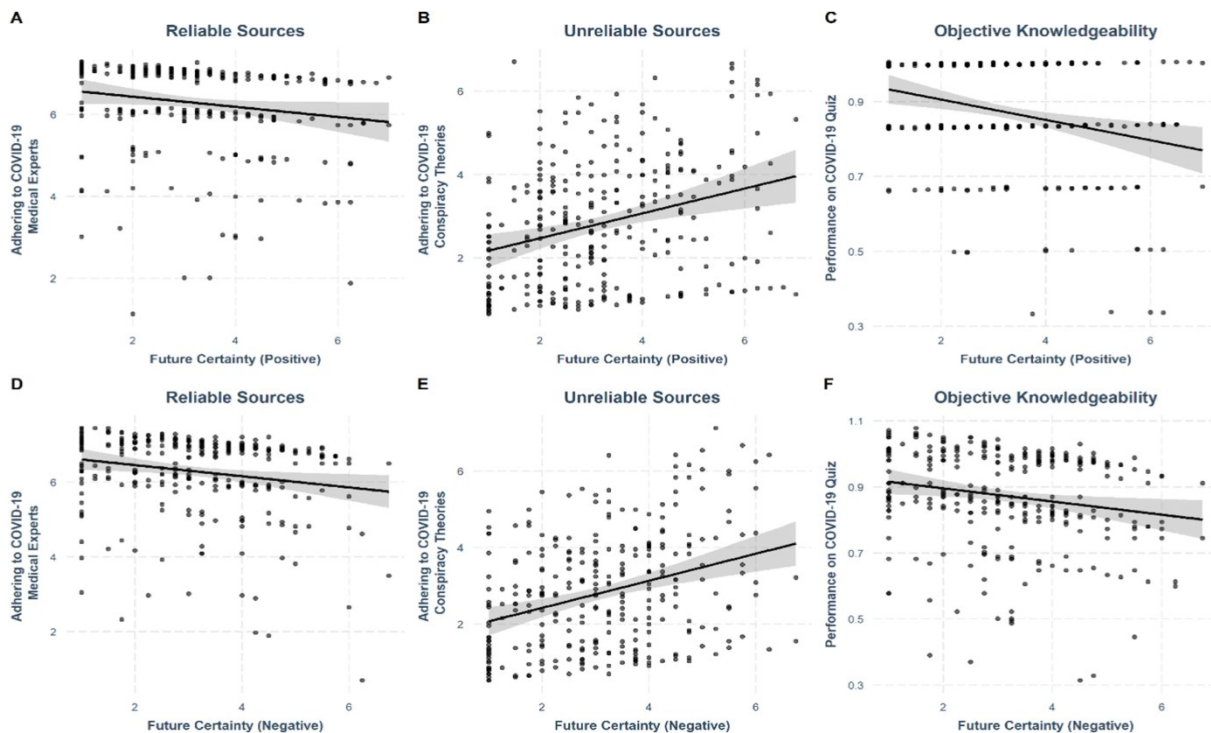 A
Reliable Sources
Adhering to COVID-19
Medical Experts
6
4
2
2
4
6
Future Certainty (Positive)
B
Unreliable Sources
Adhering to COVID-19
Conspiracy Theories
6
4
2
2
4
6
Future Certainty (Positive)
C
Objective Knowledgeability
Performance on COVID-19 Quiz
0.9
0.7
0.5
0.3
2
4
6
Future Certainty (Positive)
D
Reliable Sources
Adhering to COVID-19
Medical Experts
6
4
2
2
4
6
Future Certainty (Negative)
E
Unreliable Sources
Adhering to COVID-19
Conspiracy Theories
6
4
2
2
4
6
Future Certainty (Negative)
F
Objective Knowledgeability
Performance on COVID-19 Quiz
1.1
0.9
0.7
0.5
0.3
2
4
6
Future Certainty (Negative)